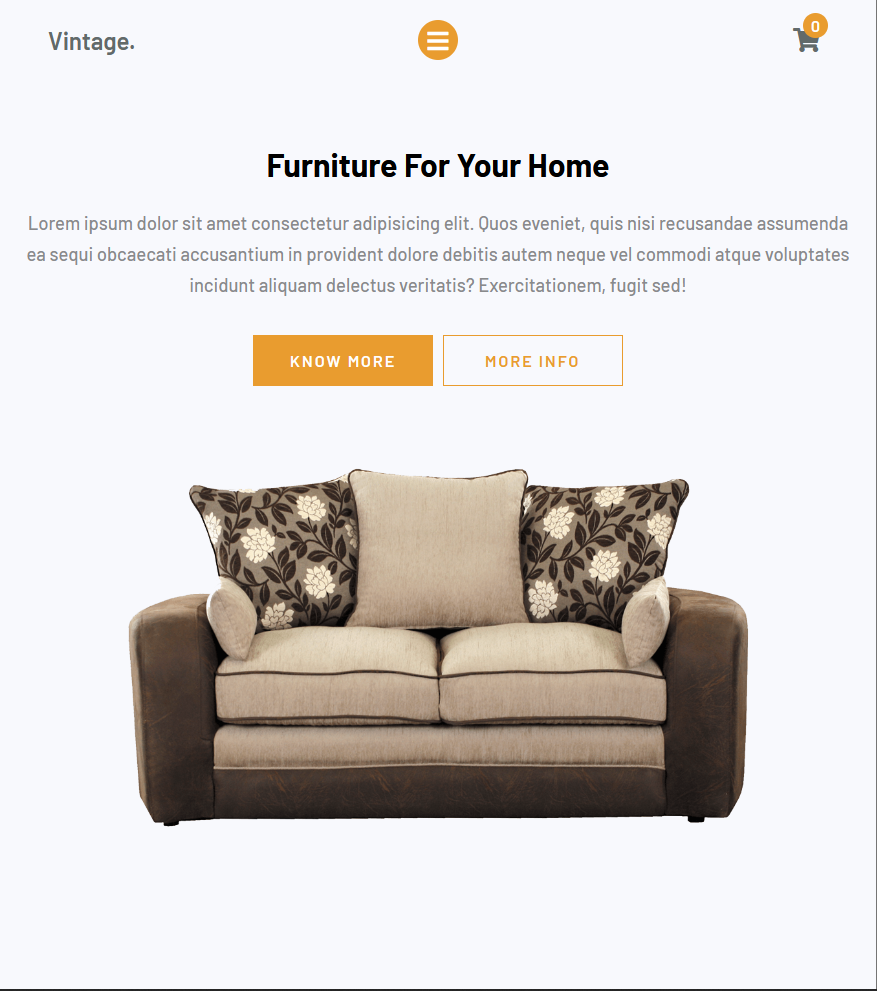 Vintage.
0
Furniture For Your Home
Lorem ipsum dolor sit amet consectetur adipisicing elit. Quos eveniet, quis nisi recusandae assumenda
ea sequi obcaecati accusantium in provident dolore debitis autem neque vel commodi atque voluptates
incidunt aliquam delectus veritatis? Exercitationem, fugit sed!
KNOW MORE
MORE INFO